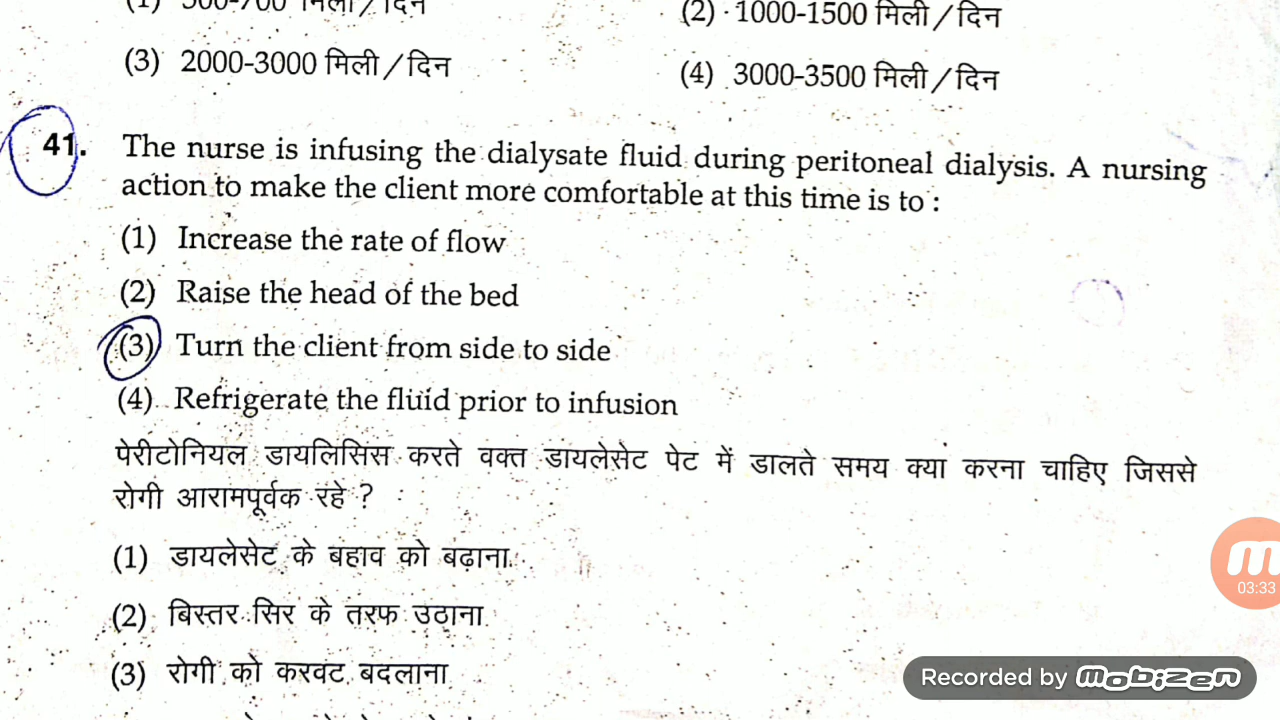 (1) 500-700 मिली / दिन
(2) 1000-1500 मिली / दिन
(3) 2000-3000 मिली / दिन
(4) 3000-3500 मिली / दिन
41. The nurse is infusing the dialysate fluid during peritoneal dialysis. A nursing
action to make the client more comfortable at this time is to :
(1) Increase the rate of flow
(2) Raise the head of the bed
(3) Turn the client from side to side
(4) Refrigerate the fluid prior to infusion
पेरीटोनियल डायलिसिस करते वक्त डायलेसेट पेट में डालते समय क्या करना चाहिए जिससे
रोगी आरामपूर्वक रहे ?
(1) डायलेसेट के बहाव को बढ़ाना
(2) बिस्तर सिर के तरफ उठाना
(3) रोगी को करवट बदलाना
03:33
Recorded by Mobizen